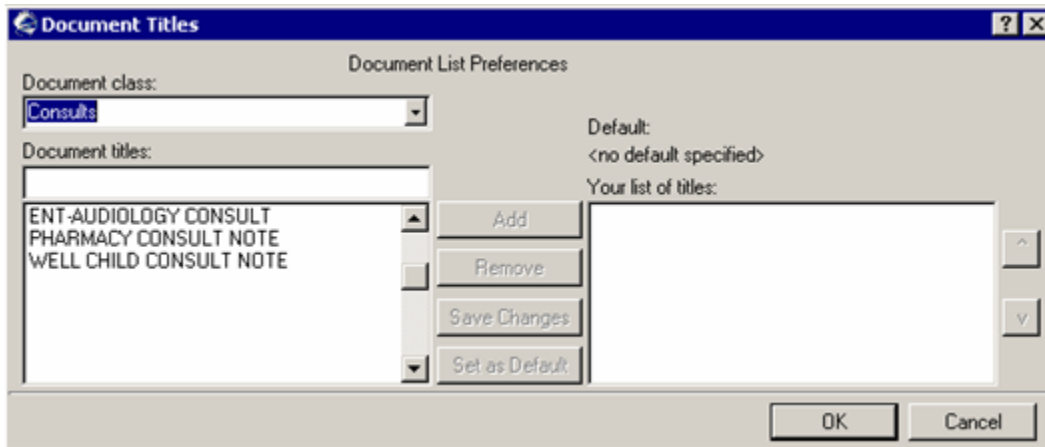 Document Titles
Document List Preferences
Document class:
Consults
Document titles:
ENT-AUDIOLOGY CONSULT
PHARMACY CONSULT NOTE
WELL CHILD CONSULT NOTE
Add
Remove
Save Changes
Set as Default
Default:
<no default specified>
Your list of titles:
OK
Cancel